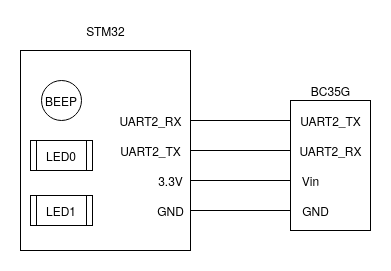 STM32
BC35G
BEEP
UART2_RX
UART2_TX
LED0
UART2_TX
UART2_RX
3.3V
Vin
LED1
GND
GND